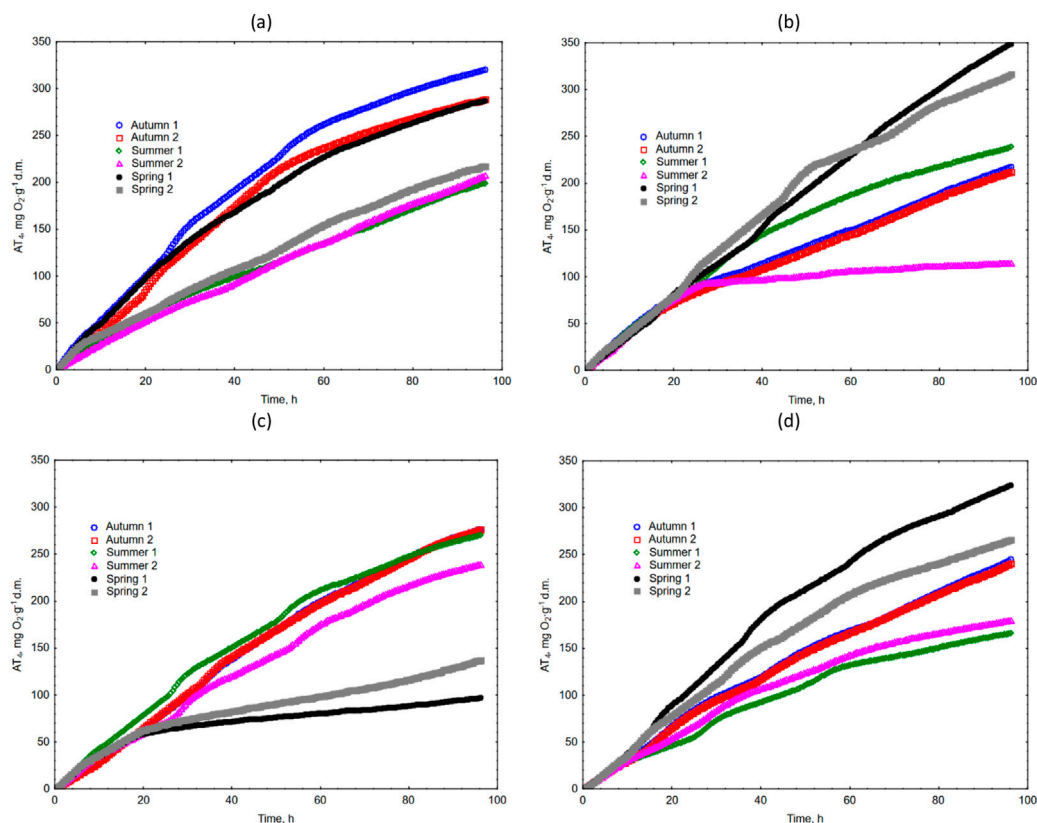 (a)
350
300
250
200
150
100
50
0
AT₄, mg O₂·g⁻¹ d.m.
Autumn 1
Autumn 2
Summer 1
Summer 2
Spring 1
Spring 2
0 20 40 60 80 100
Time, h
(b)
350
300
250
200
150
100
50
0
AT₄, mg O₂·g⁻¹ d.m.
Autumn 1
Autumn 2
Summer 1
Summer 2
Spring 1
Spring 2
0 20 40 60 80 100
Time, h
(c)
350
300
250
200
150
100
50
0
AT₄, mg O₂·g⁻¹ d.m.
Autumn 1
Autumn 2
Summer 1
Summer 2
Spring 1
Spring 2
0 20 40 60 80 100
Time, h
(d)
350
300
250
200
150
100
50
0
AT₄, mg O₂·g⁻¹ d.m.
Autumn 1
Autumn 2
Summer 1
Summer 2
Spring 1
Spring 2
0 20 40 60 80 100
Time, h